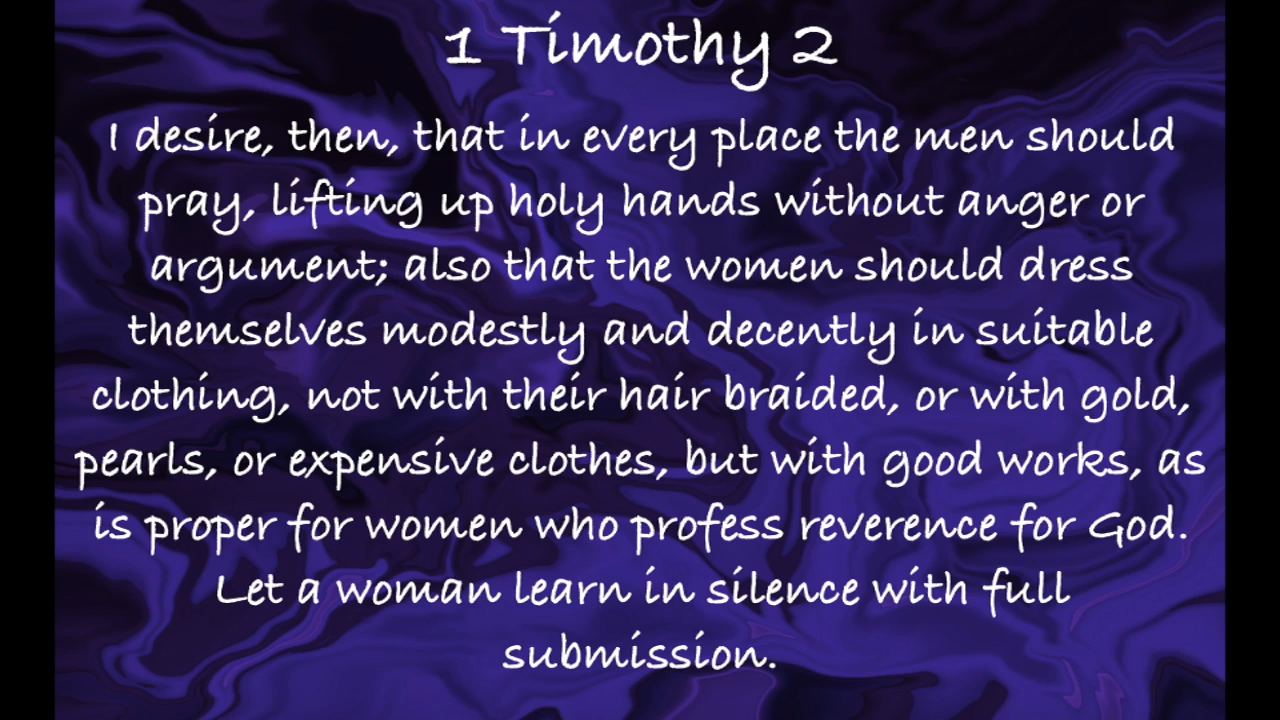 1 Timothy 2
I desire, then, that in every place the men should
pray, lifting up holy hands without anger or
argument; also that the women should dress
themselves modestly and decently in suitable
clothing, not with their hair braided, or with gold,
pearls, or expensive clothes, but with good works, as
is proper for women who profess reverence for God.
Let a woman learn in silence with full
submission.